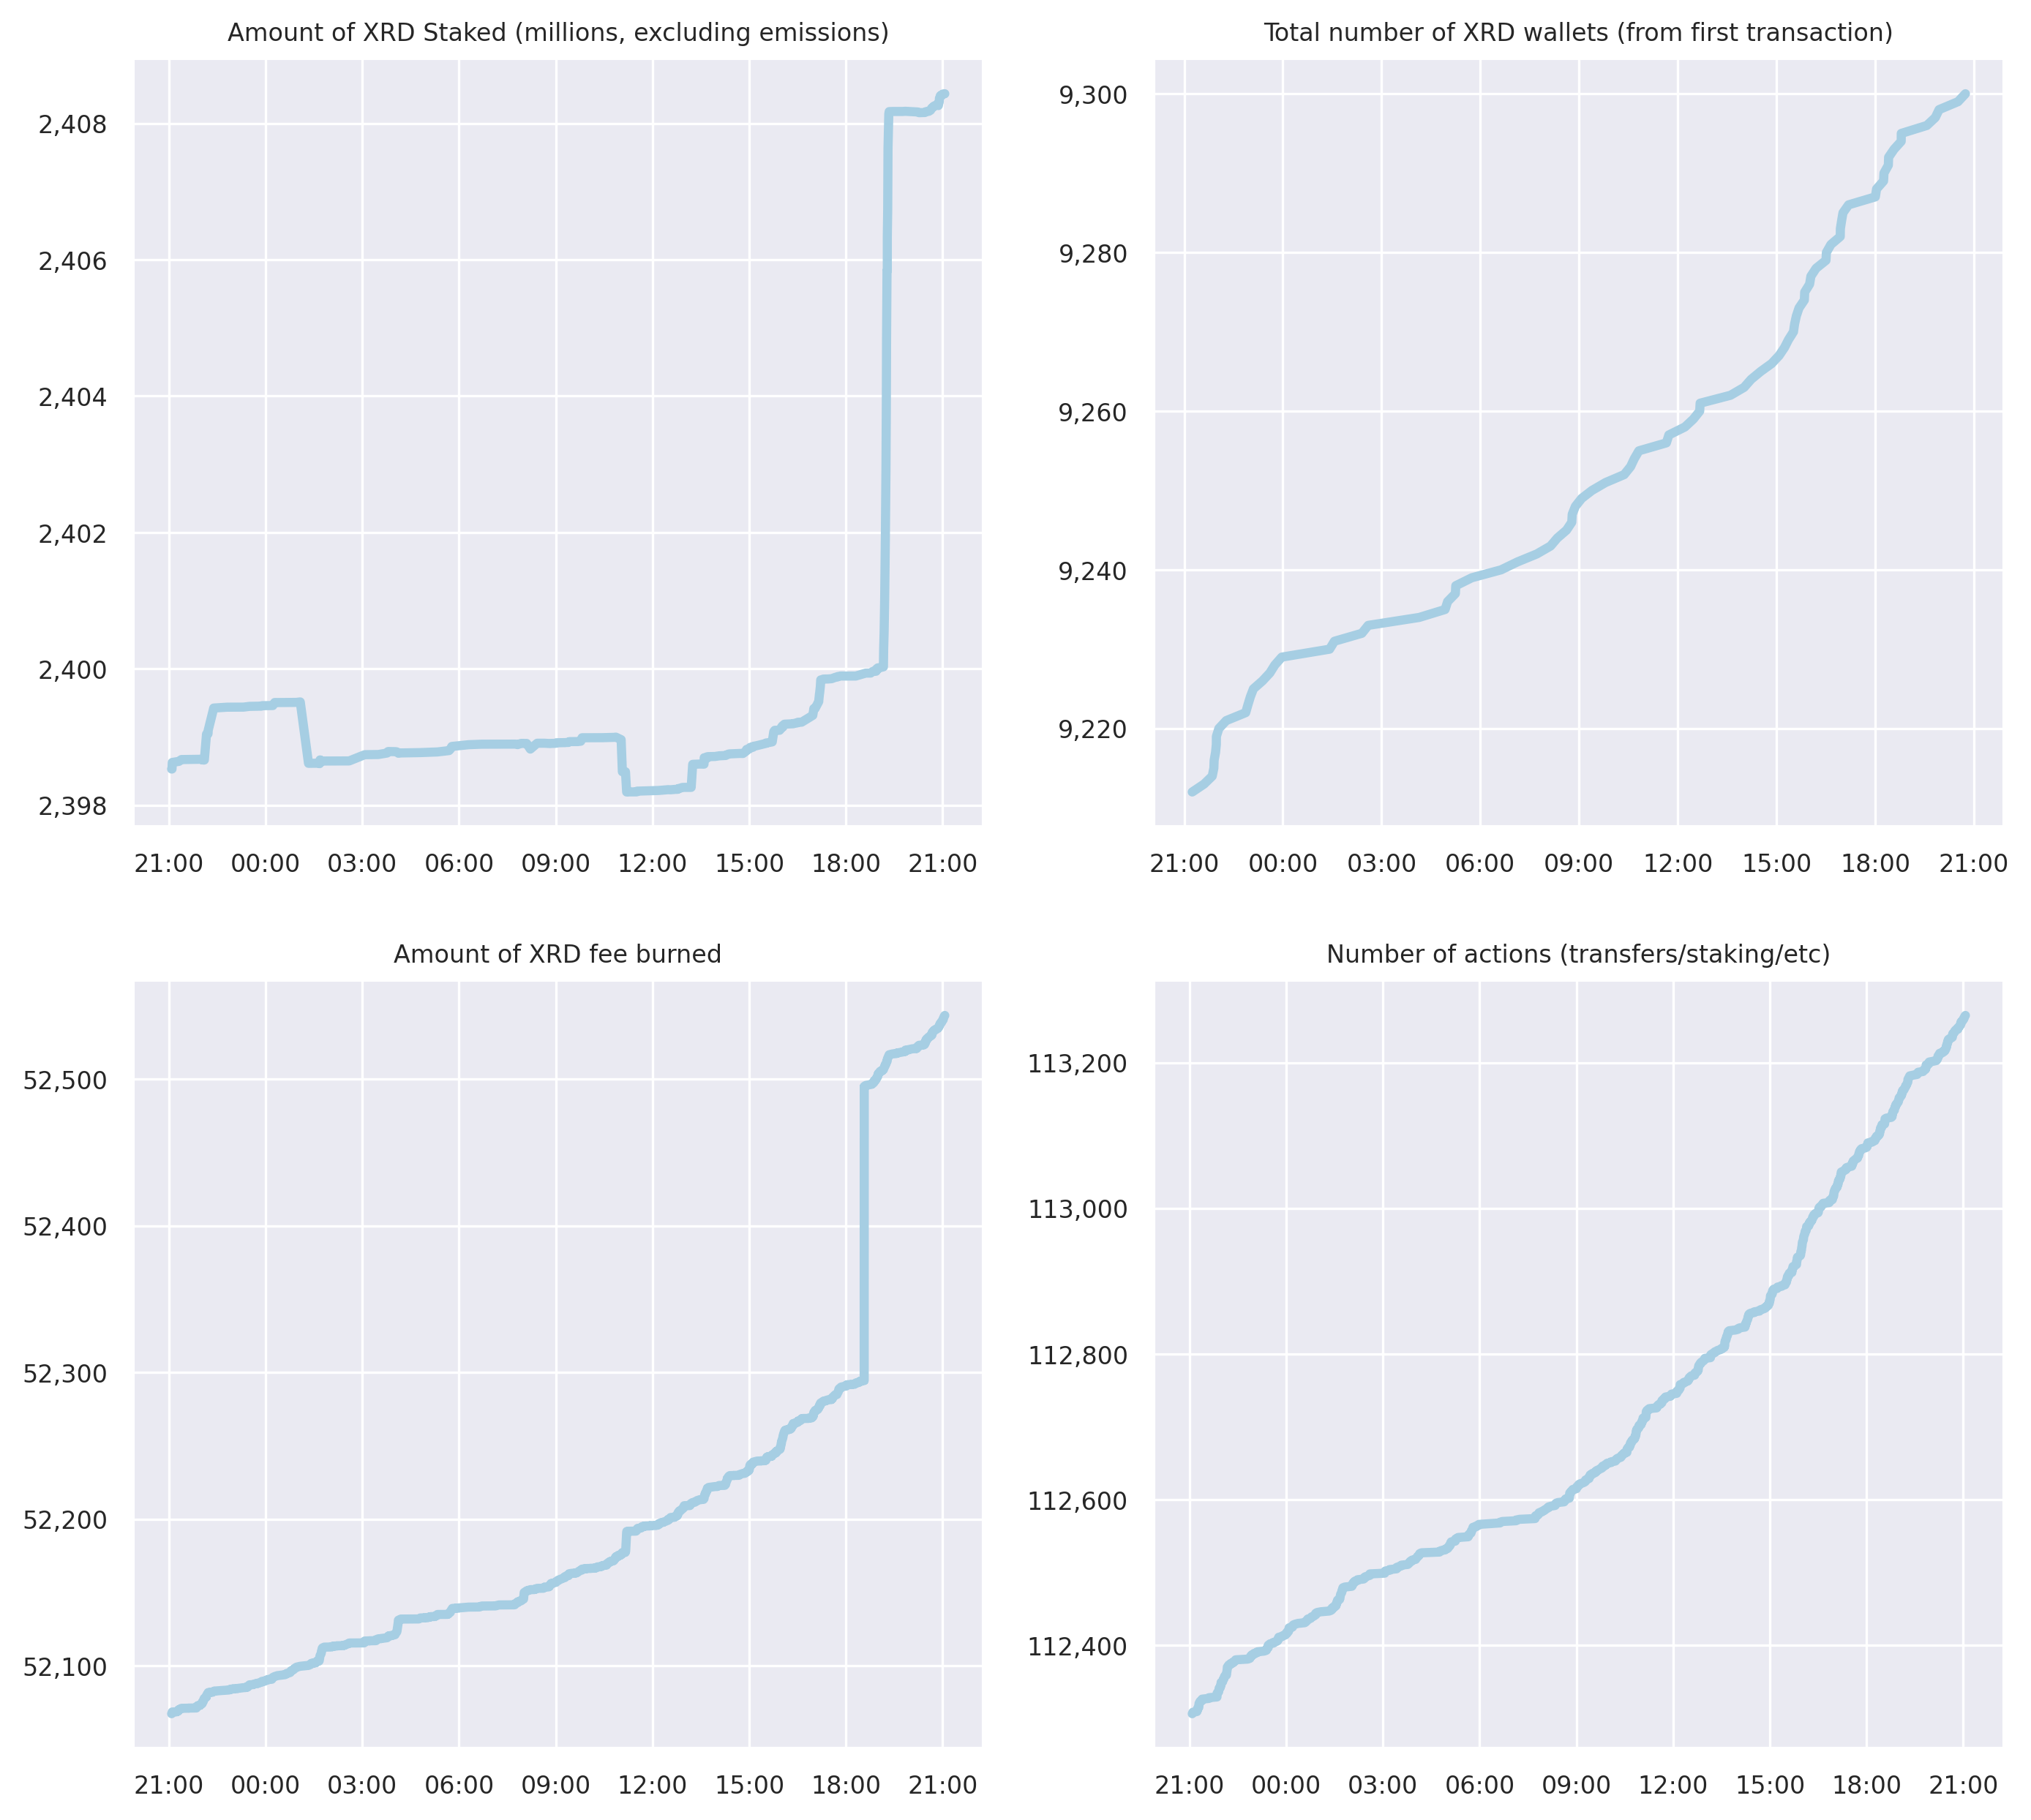 Amount of XRD Staked (millions, excluding emissions)
2,408
2,406
2,404
2,402
2,400
2,398
21:00 00:00 03:00 06:00 09:00 12:00 15:00 18:00 21:00
Total number of XRD wallets (from first transaction)
9,300
9,280
9,260
9,240
9,220
21:00 00:00 03:00 06:00 09:00 12:00 15:00 18:00 21:00
Amount of XRD fee burned
52,500
52,400
52,300
52,200
52,100
21:00 00:00 03:00 06:00 09:00 12:00 15:00 18:00 21:00
Number of actions (transfers/staking/etc)
113,200
113,000
112,800
112,600
112,400
21:00 00:00 03:00 06:00 09:00 12:00 15:00 18:00 21:00